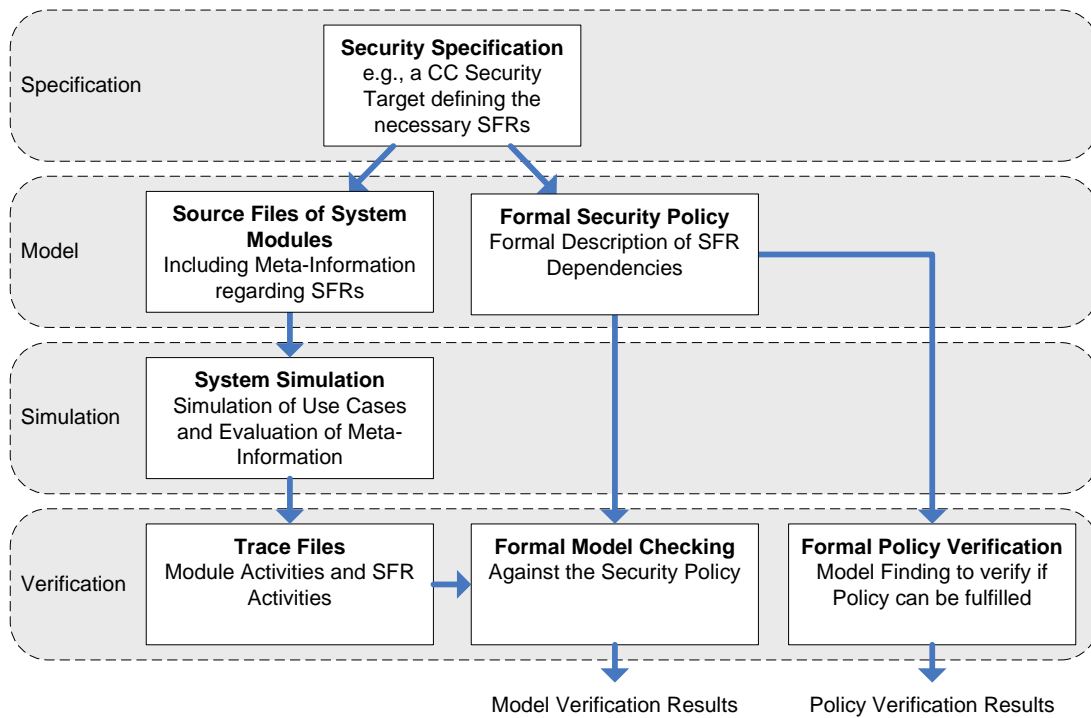 Specification
Security Specification
e.g., a CC Security
Target defining the
necessary SFRs
Model
Source Files of System
Modules
Including Meta-Information
regarding SFRs
Formal Security Policy
Formal Description of SFR
Dependencies
Simulation
System Simulation
Simulation of Use Cases
and Evaluation of Meta-
Information
Verification
Trace Files
Module Activities and SFR
Activities
Formal Model Checking
Against the Security Policy
Formal Policy Verification
Model Finding to verify if
Policy can be fulfilled
Model Verification Results
Policy Verification Results